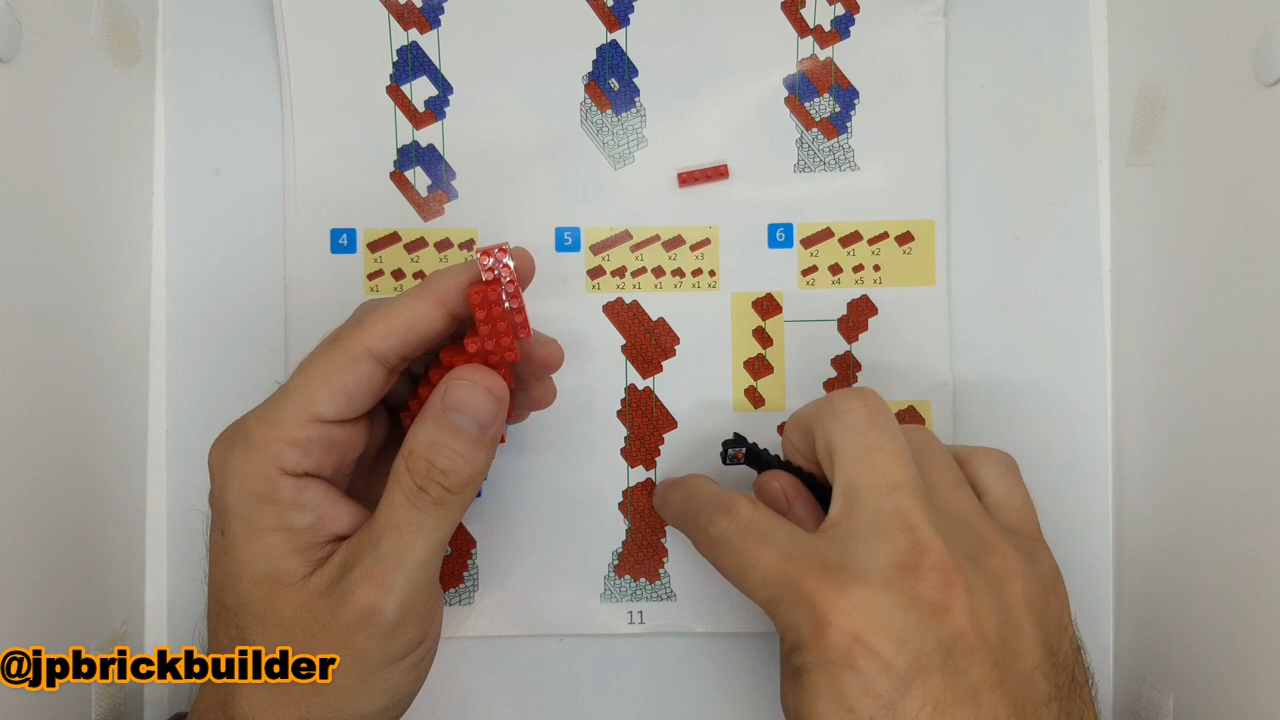 4
5
6
x1 x2 x5 x2
x1 x1 x2 x3
x2 x1 x2 x2
x1 x3
x1 x2 x1 x1 x7 x1 x2
x2 x4 x5 x1
11
@jpbrickbuilder